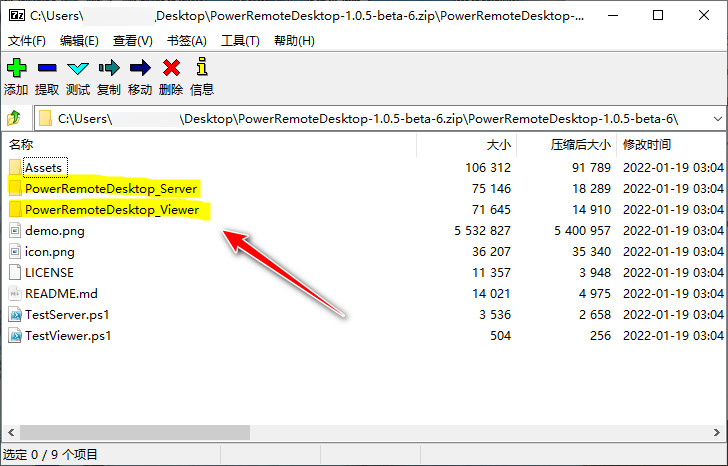 7z C:\Users\ ,Desktop\PowerRemoteDesktop-1.0.5-beta-6.zip\PowerRemoteDesktop-...
文件(F) 编辑(E) 查看(V) 书签(A) 工具(T) 帮助(H)
添加 提取 测试 复制 移动 删除 信息
C:\Users\ \Desktop\PowerRemoteDesktop-1.0.5-beta-6.zip\PowerRemoteDesktop-1.0.5-beta-6\
名称 大小 压缩后大小 修改时间
Assets 106 312 91 789 2022-01-19 03:04
PowerRemoteDesktop_Server 75 146 18 289 2022-01-19 03:04
PowerRemoteDesktop_Viewer 71 645 14 910 2022-01-19 03:04
demo.png 5 532 827 5 400 957 2022-01-19 03:04
icon.png 36 207 35 340 2022-01-19 03:04
LICENSE 11 357 3 948 2022-01-19 03:04
README.md 14 021 4 975 2022-01-19 03:04
TestServer.ps1 3 536 2 658 2022-01-19 03:04
TestViewer.ps1 504 256 2022-01-19 03:04
选定 0 / 9 个项目